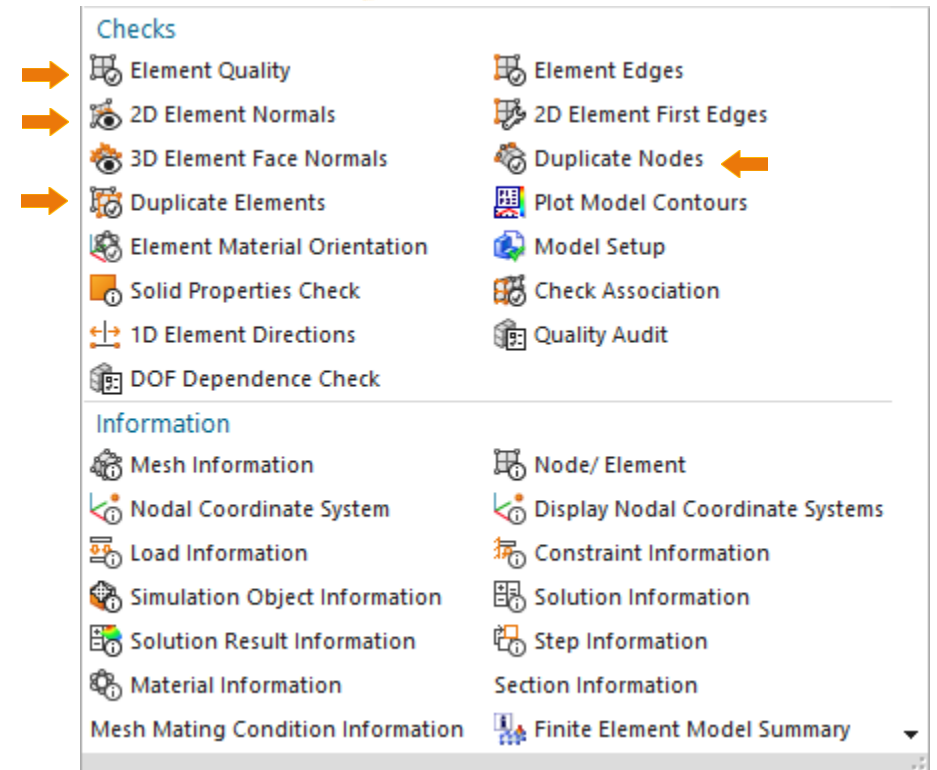 Checks
Element Quality
Element Edges
2D Element Normals
2D Element First Edges
3D Element Face Normals
Duplicate Nodes
Duplicate Elements
Plot Model Contours
Element Material Orientation
Model Setup
Solid Properties Check
Check Association
1D Element Directions
Quality Audit
DOF Dependence Check
Information
Mesh Information
Node/ Element
Nodal Coordinate System
Display Nodal Coordinate Systems
Load Information
Constraint Information
Simulation Object Information
Solution Information
Solution Result Information
Step Information
Material Information
Section Information
Mesh Mating Condition Information
Finite Element Model Summary